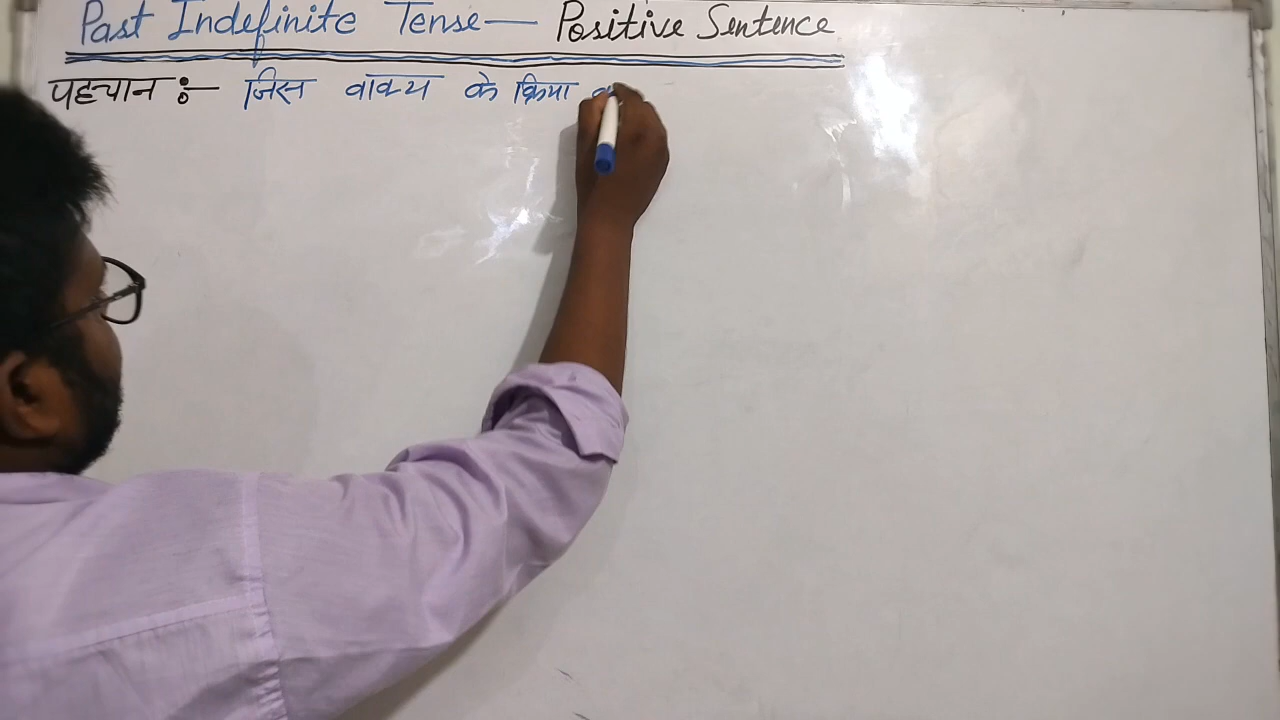 Past Indefinite Tense— Positive Sentence
पहचान :- जिस वाक्य के क्रिया